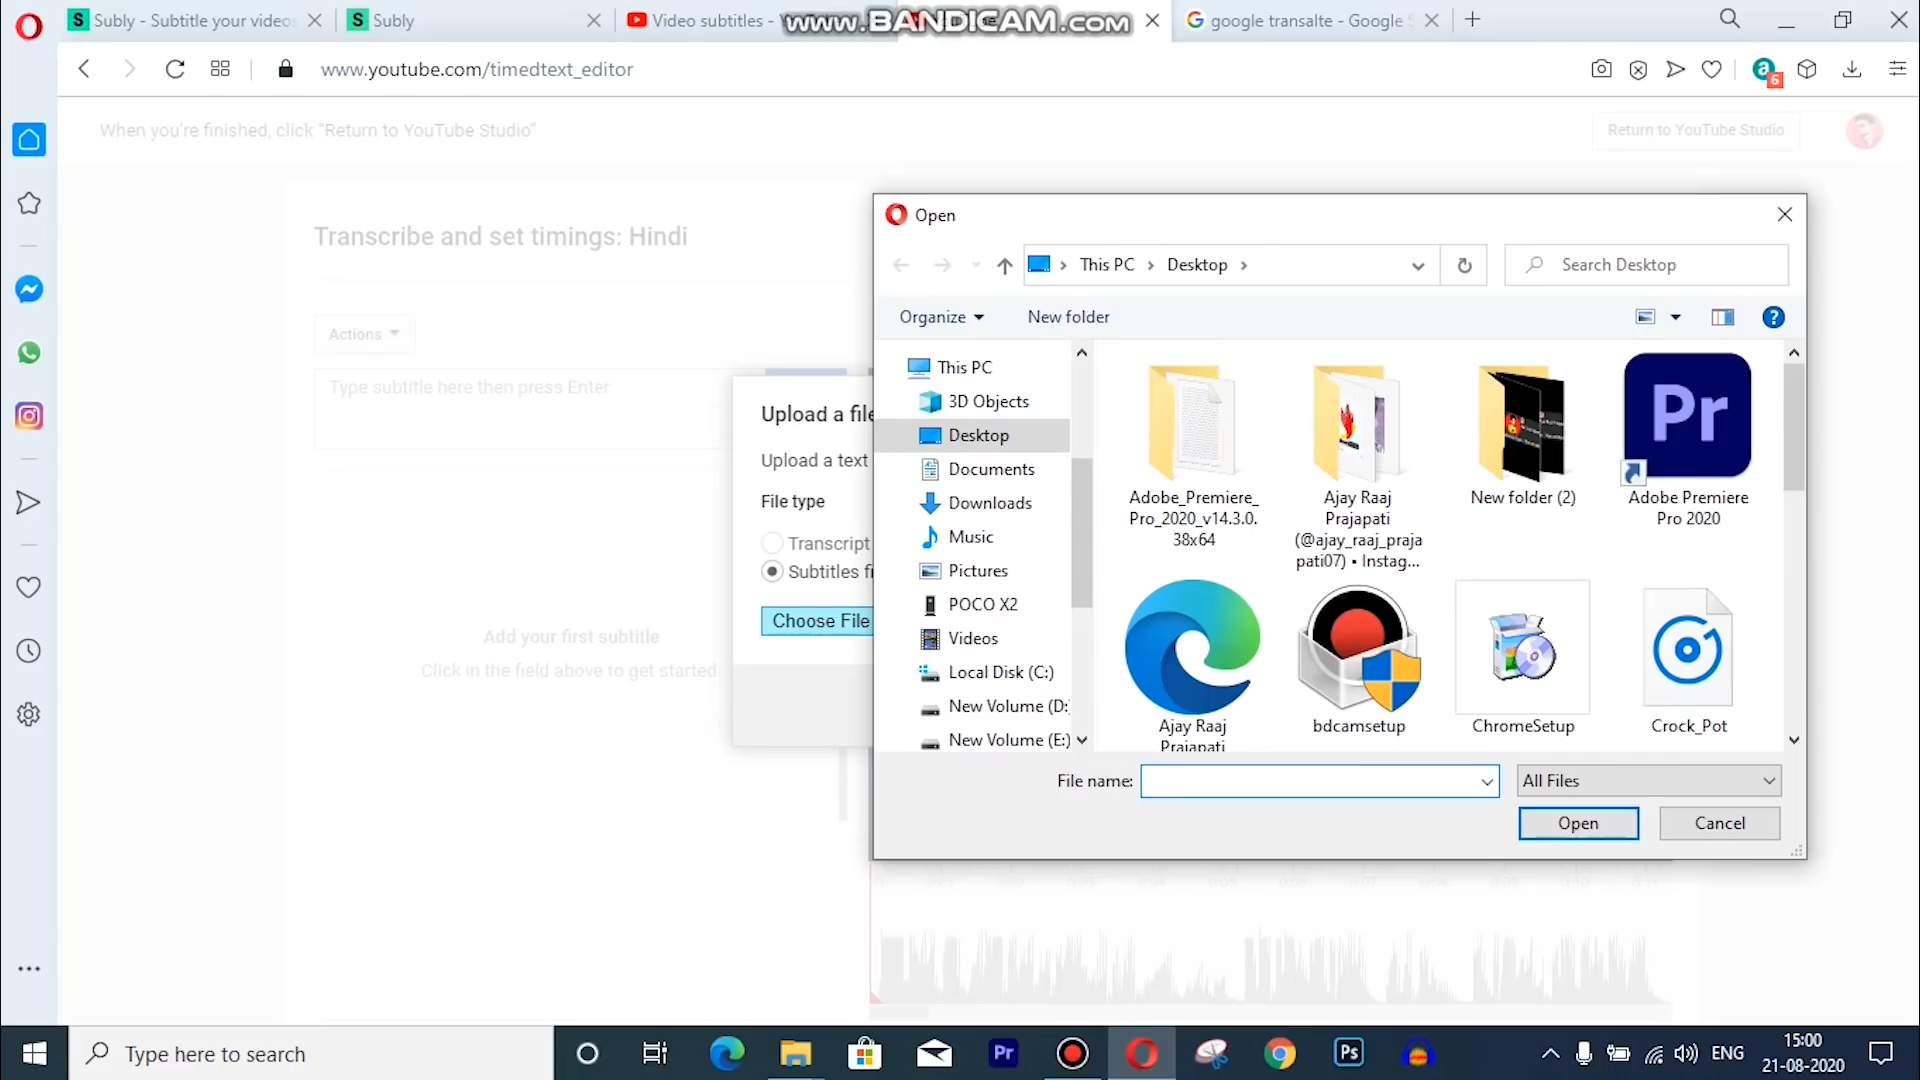 Subly - Subtitle your videos
Subly
Video subtitles -
www.BANDICAM.com
google transalte - Google
www.youtube.com/timedtext_editor
6
When you're finished, click "Return to YouTube Studio"
Return to YouTube Studio
Transcribe and set timings: Hindi
Actions
Type subtitle here then press Enter
Add your first subtitle
Click in the field above to get started
Upload a file
Upload a text
File type
Transcript
Subtitles fi
Choose File
Open
This PC
Desktop
Search Desktop
Organize
New folder
This PC
3D Objects
Desktop
Documents
Downloads
Music
Pictures
POCO X2
Videos
Local Disk (C:)
New Volume (D:
New Volume (E:)
Adobe_Premiere_
Pro_2020_v14.3.0.
38x64
Ajay Raaj
Prajapati
(@ajay_raaj_praja
pati07) • Instag...
New folder (2)
Pr
Adobe Premiere
Pro 2020
Ajay Raaj
Prajapati
bdcamsetup
ChromeSetup
Crock_Pot
File name:
All Files
Open
Cancel
Type here to search
Pr
Ps
ENG
15:00
21-08-2020